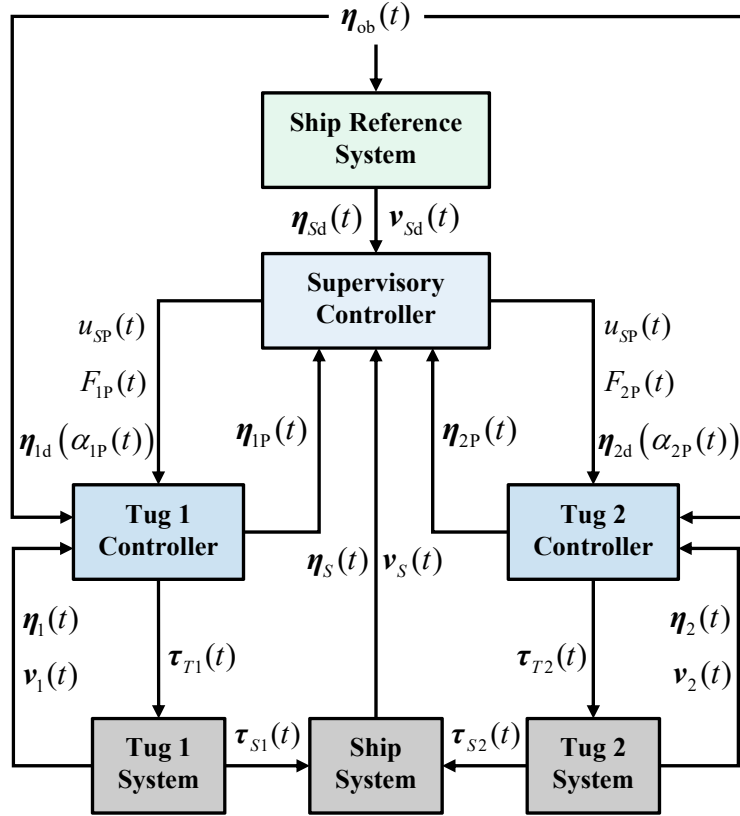 η_ob(t)
Ship Reference
System
η_Sd(t) v_Sd(t)
Supervisory
Controller
u_SP(t)
F_1P(t)
η_1d(α_1P(t))
η_1P(t)
η_2P(t)
u_SP(t)
F_2P(t)
η_2d(α_2P(t))
Tug 1
Controller
Tug 2
Controller
η_S(t) v_S(t)
η_1(t)
v_1(t)
τ_T1(t)
τ_T2(t)
η_2(t)
v_2(t)
Tug 1
System
τ_S1(t)
Ship
System
τ_S2(t)
Tug 2
System